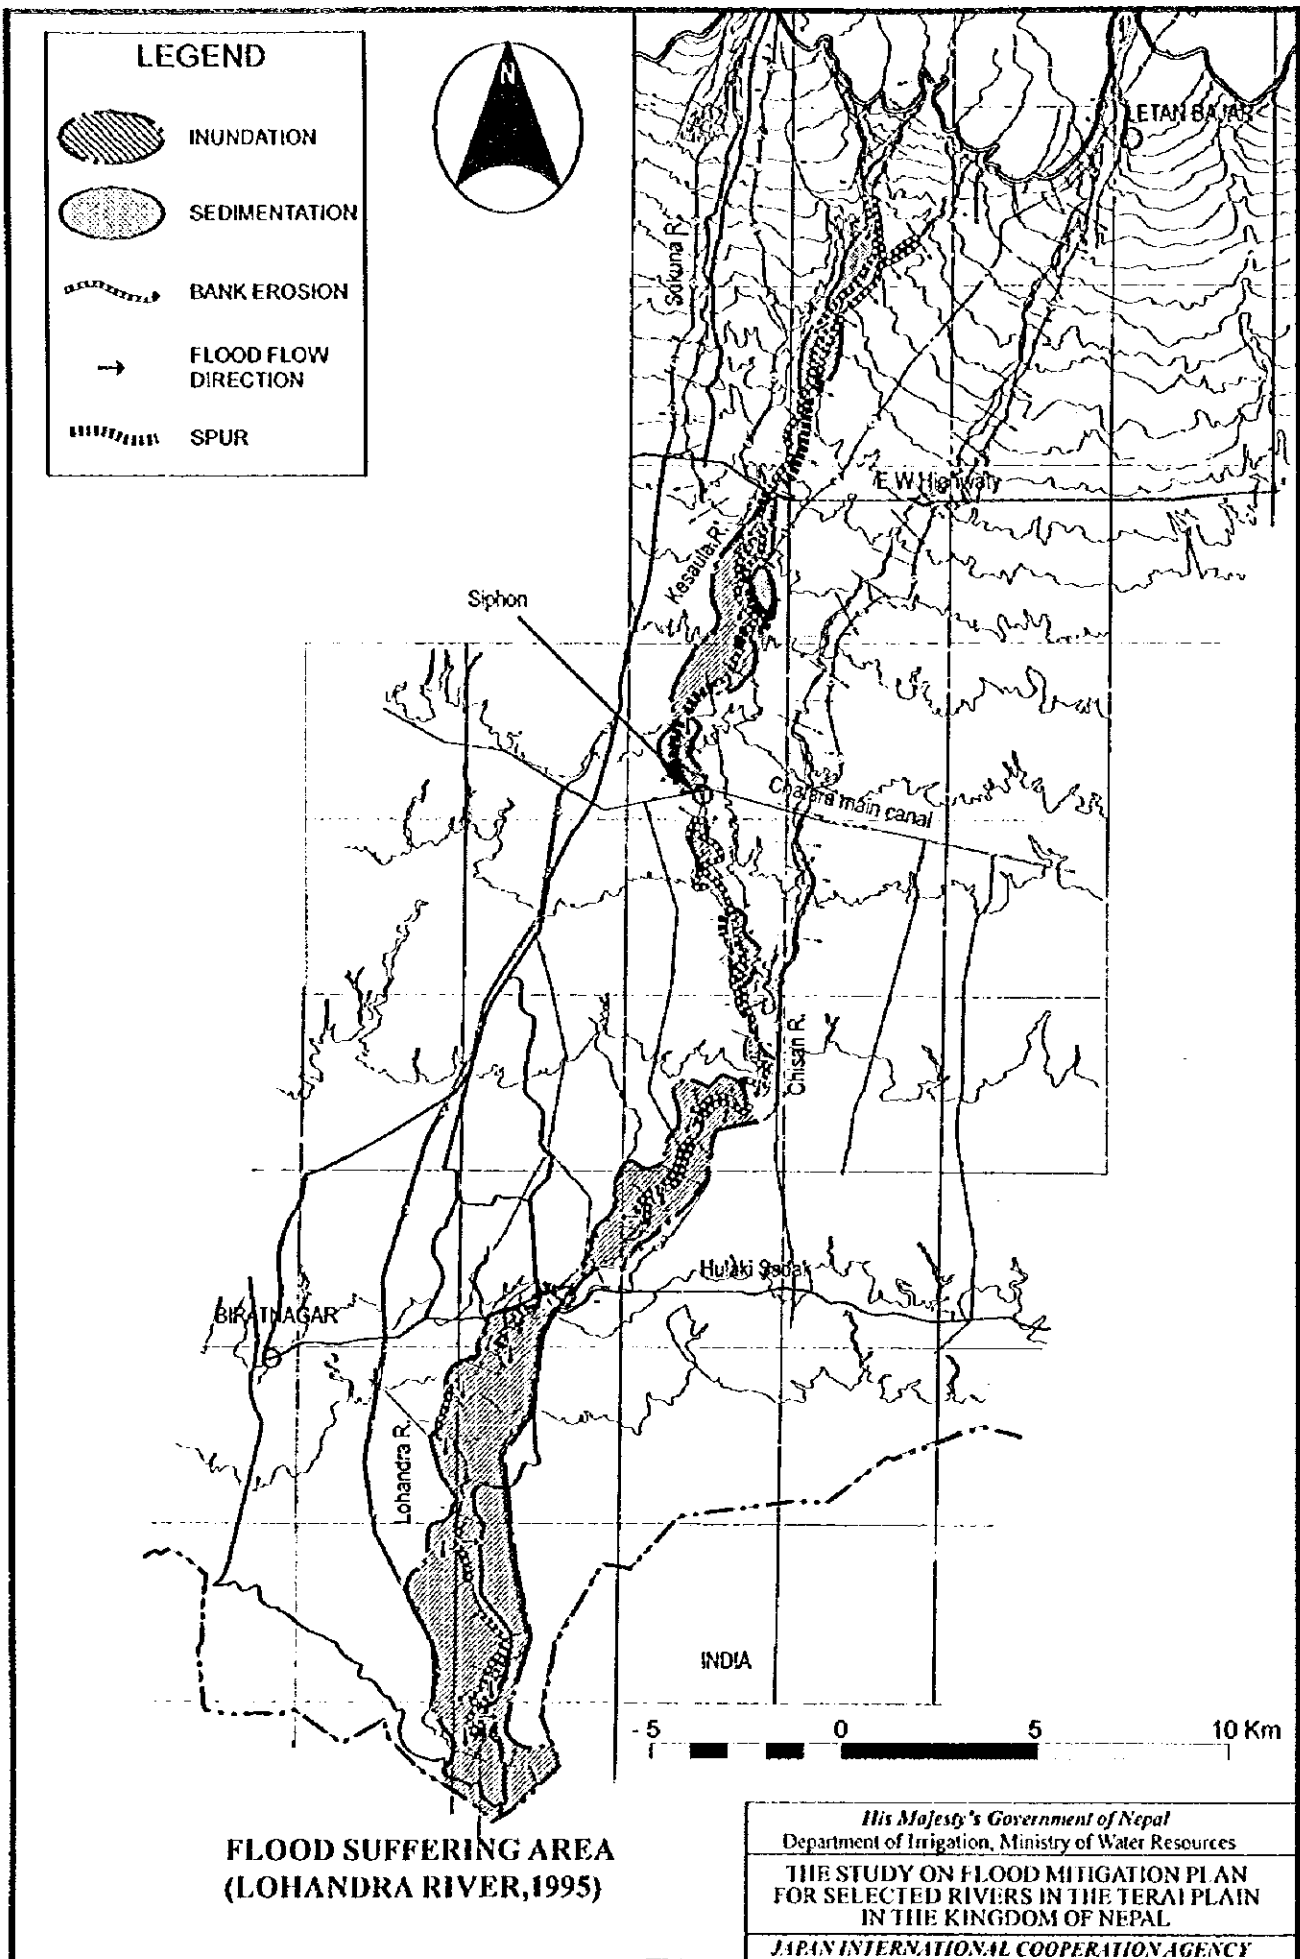 LEGEND
INUNDATION
SEDIMENTATION
BANK EROSION
FLOOD FLOW
DIRECTION
SPUR
N
LETAN BAJAR
Sukuna R.
E.W.Highwaty
Kesaula R.
Siphon
Chatara main canal
Chisan R.
Hulaki Sadak
BIRATNAGAR
Lohandra R.
INDIA
- 5 0 5 10 Km
FLOOD SUFFERING AREA
(LOHANDRA RIVER,1995)
His Majesty's Government of Nepal
Department of Irrigation, Ministry of Water Resources
THE STUDY ON FLOOD MITIGATION PLAN
FOR SELECTED RIVERS IN THE TERAI PLAIN
IN THE KINGDOM OF NEPAL
JAPAN INTERNATIONAL COOPERATION AGENCY